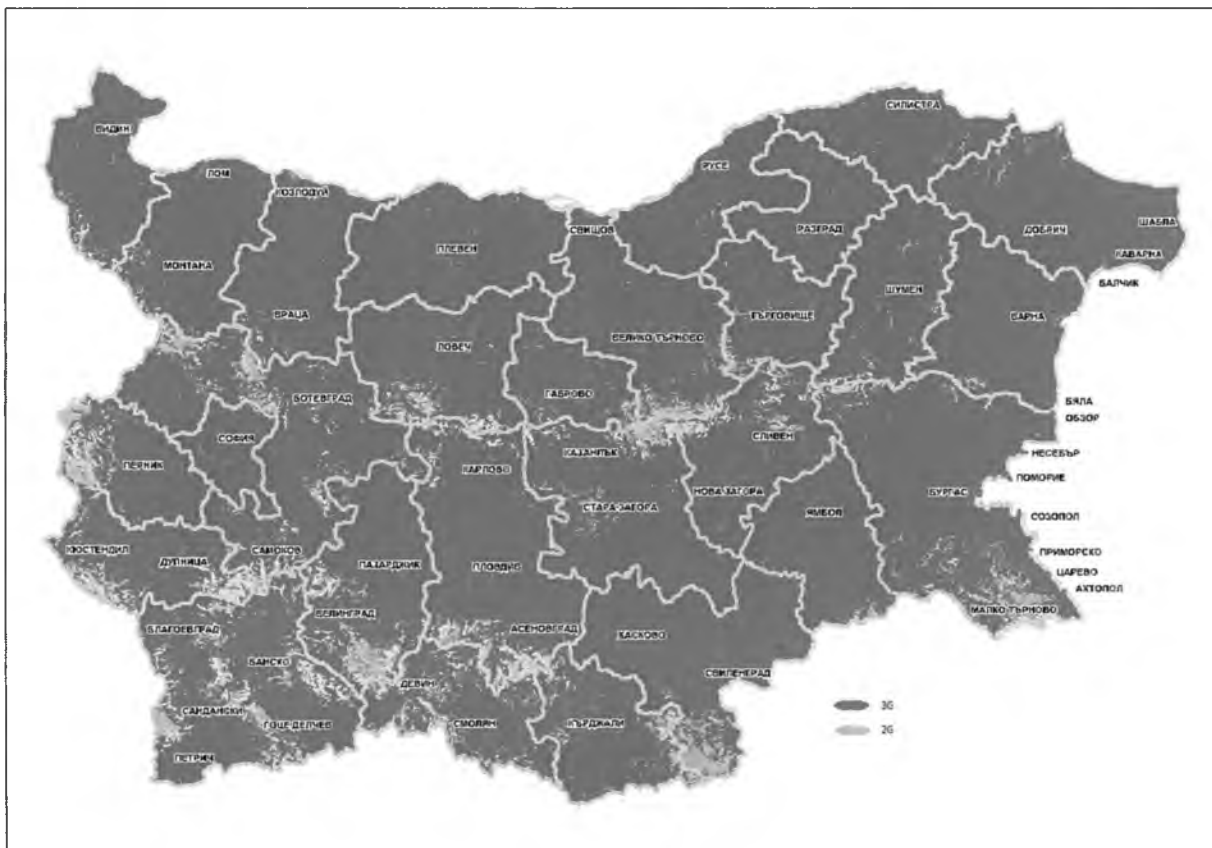 СИЛИСТРА
ВИДИН
ЛОМ
РУСЕ
КОЗЛОДУЙ
ШАБЛА
СВИЩОВ
РАЗГРАД
ДОБРИЧ
ПЛЕВЕН
КАВАРНА
МОНТАНА
БАЛЧИК
ШУМЕН
ВРАЦА
ТЪРГОВИЩЕ
ВАРНА
ВЕЛИКО ТЪРНОВО
ЛОВЕЧ
ГАБРОВО
БОТЕВГРАД
БЯЛА
ОБЗОР
СОФИЯ
СЛИВЕН
КАЗАНЛЪК
НЕСЕБЪР
ПЕРНИК
КАРЛОВО
ПОМОРИЕ
НОВА ЗАГОРА
БУРГАС
СТАРА ЗАГОРА
ЯМБОЛ
СОЗОПОЛ
КЮСТЕНДИЛ
САМОКОВ
ПРИМОРСКО
ДУПНИЦА
ПАЗАРДЖИК
ПЛОВДИВ
ЦАРЕВО
АХТОПОЛ
МАЛКО ТЪРНОВО
ВЕЛИНГРАД
БЛАГОЕВГРАД
АСЕНОВГРАД
ХАСКОВО
БАНСКО
СВИЛЕНГРАД
ДЕВИН
3G
САНДАНСКИ
ГОЦЕ ДЕЛЧЕВ
СМОЛЯН
КЪРДЖАЛИ
2G
ПЕТРИЧ